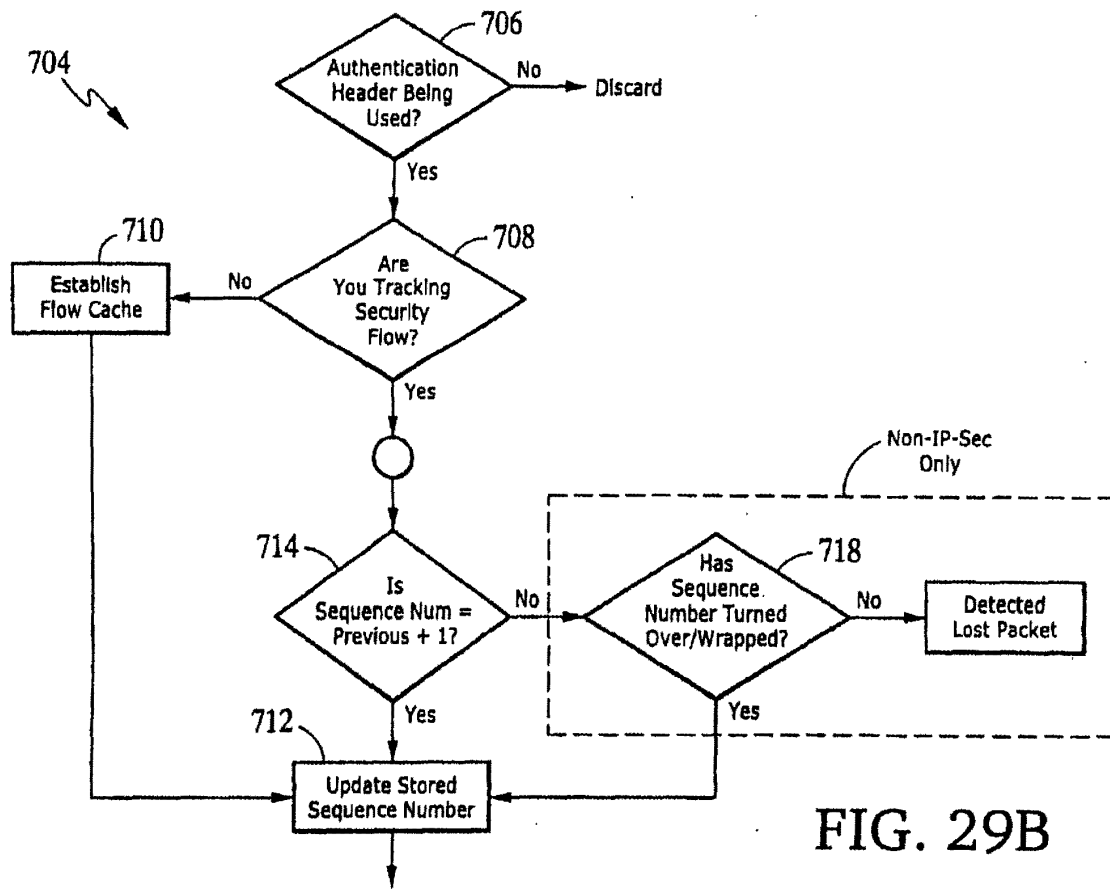 706
704
Authentication
Header Being
Used?
No
Discard
Yes
710
708
Establish
Flow Cache
No
Are
You Tracking
Security
Flow?
Yes
Non-IP-Sec
Only
714
718
Is
Sequence Num =
Previous + 1?
No
Has
Sequence.
Number Turned
Over/Wrapped?
No
Detected
Lost Packet
Yes
Yes
712
Update Stored
Sequence Number
FIG. 29B